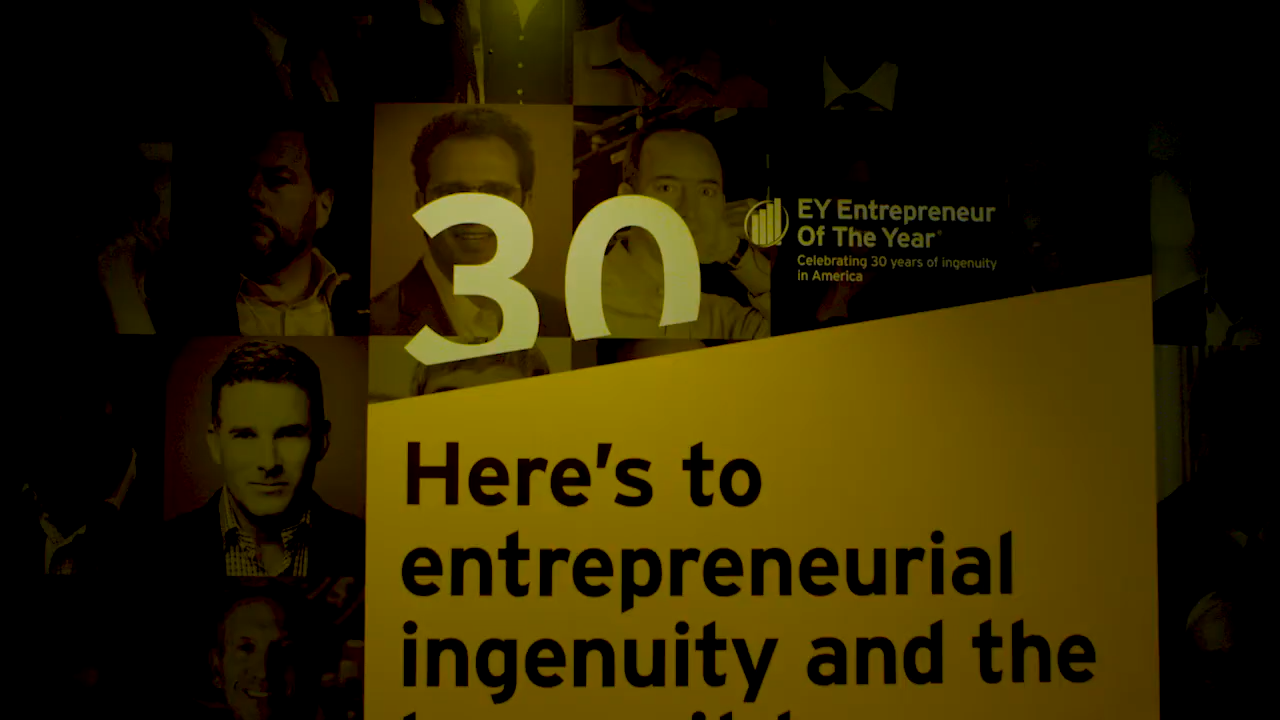 30
EY Entrepreneur
Of The Year
Celebrating 30 years of ingenuity
in America
Here's to
entrepreneurial
ingenuity and the